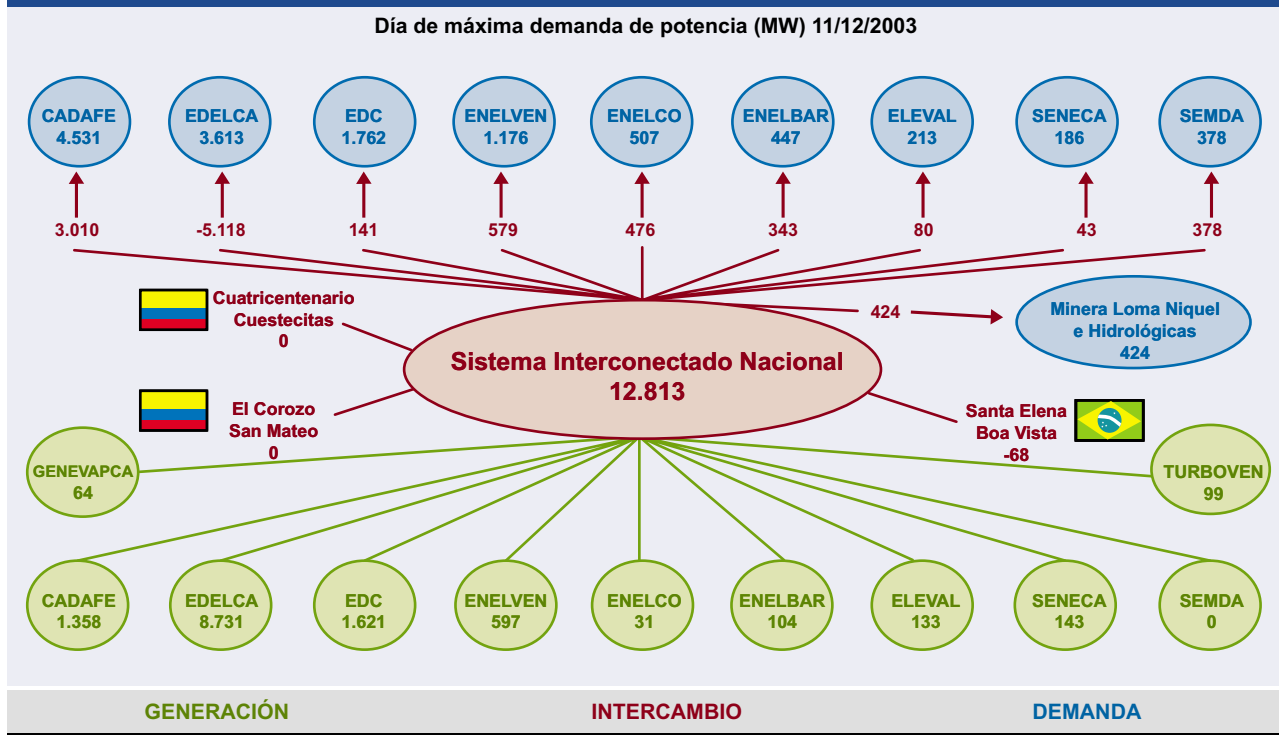 Día de máxima demanda de potencia (MW) 11/12/2003
CADAFE
4.531
EDELCA
3.613
EDC
1.762
ENELVEN
1.176
ENELCO
507
ENELBAR
447
ELEVAL
213
SENECA
186
SEMDA
378
3.010
-5.118
141
579
476
343
80
43
378
Cuatricentenario
Cuestecitas
0
424
Minera Loma Niquel
e Hidrológicas
424
Sistema Interconectado Nacional
12.813
El Corozo
San Mateo
0
Santa Elena
Boa Vista
-68
GENEVAPCA
64
TURBOVEN
99
CADAFE
1.358
EDELCA
8.731
EDC
1.621
ENELVEN
597
ENELCO
31
ENELBAR
104
ELEVAL
133
SENECA
143
SEMDA
0
GENERACIÓN
INTERCAMBIO
DEMANDA